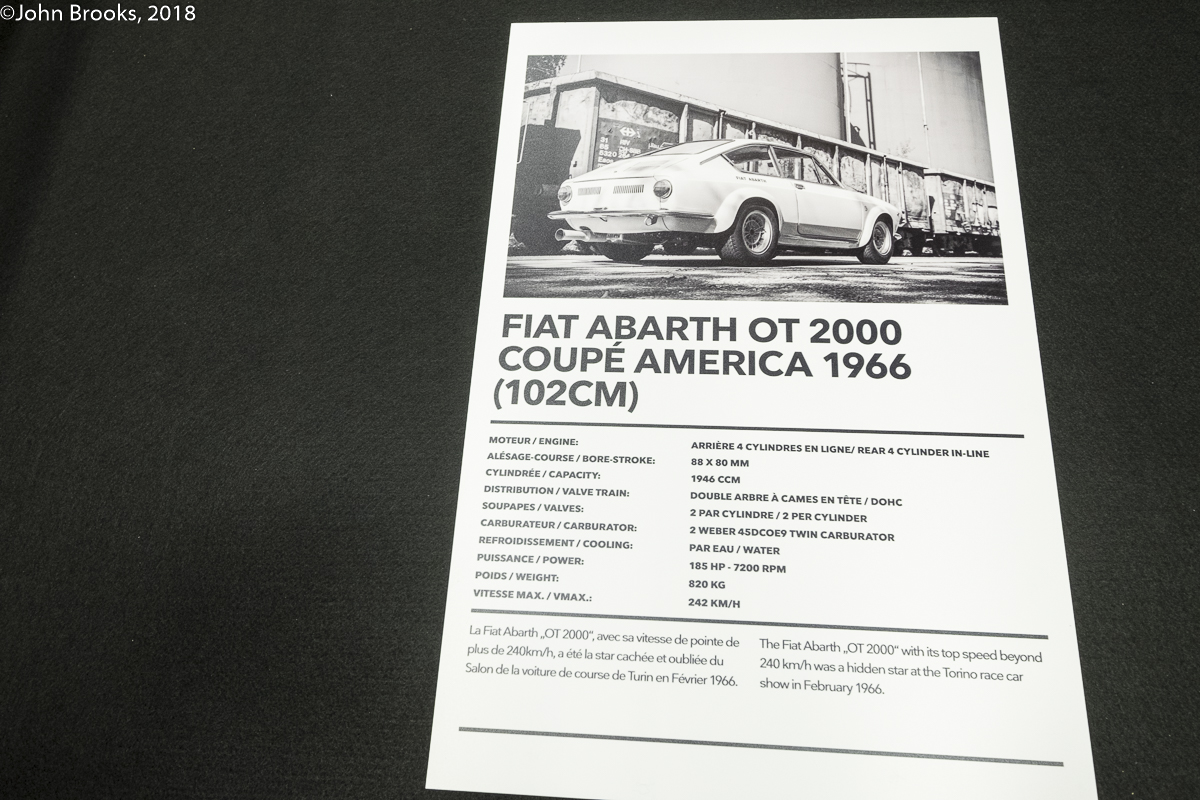 ©John Brooks, 2018
FIAT ABARTH
FIAT ABARTH OT 2000
COUPÉ AMERICA 1966
(102CM)
MOTEUR / ENGINE: ARRIÈRE 4 CYLINDRES EN LIGNE/ REAR 4 CYLINDER IN-LINE
ALÉSAGE-COURSE / BORE-STROKE: 88 X 80 MM
CYLINDRÉE / CAPACITY: 1946 CCM
DISTRIBUTION / VALVE TRAIN: DOUBLE ARBRE À CAMES EN TÊTE / DOHC
SOUPAPES / VALVES: 2 PAR CYLINDRE / 2 PER CYLINDER
CARBURATEUR / CARBURATOR: 2 WEBER 45DCOE9 TWIN CARBURATOR
REFROIDISSEMENT / COOLING: PAR EAU / WATER
PUISSANCE / POWER: 185 HP - 7200 RPM
POIDS / WEIGHT: 820 KG
VITESSE MAX. / VMAX.: 242 KM/H
La Fiat Abarth „OT 2000“, avec sa vitesse de pointe de
plus de 240km/h, a été la star cachée et oubliée du
Salon de la voiture de course de Turin en Février 1966.
The Fiat Abarth „OT 2000“ with its top speed beyond
240 km/h was a hidden star at the Torino race car
show in February 1966.